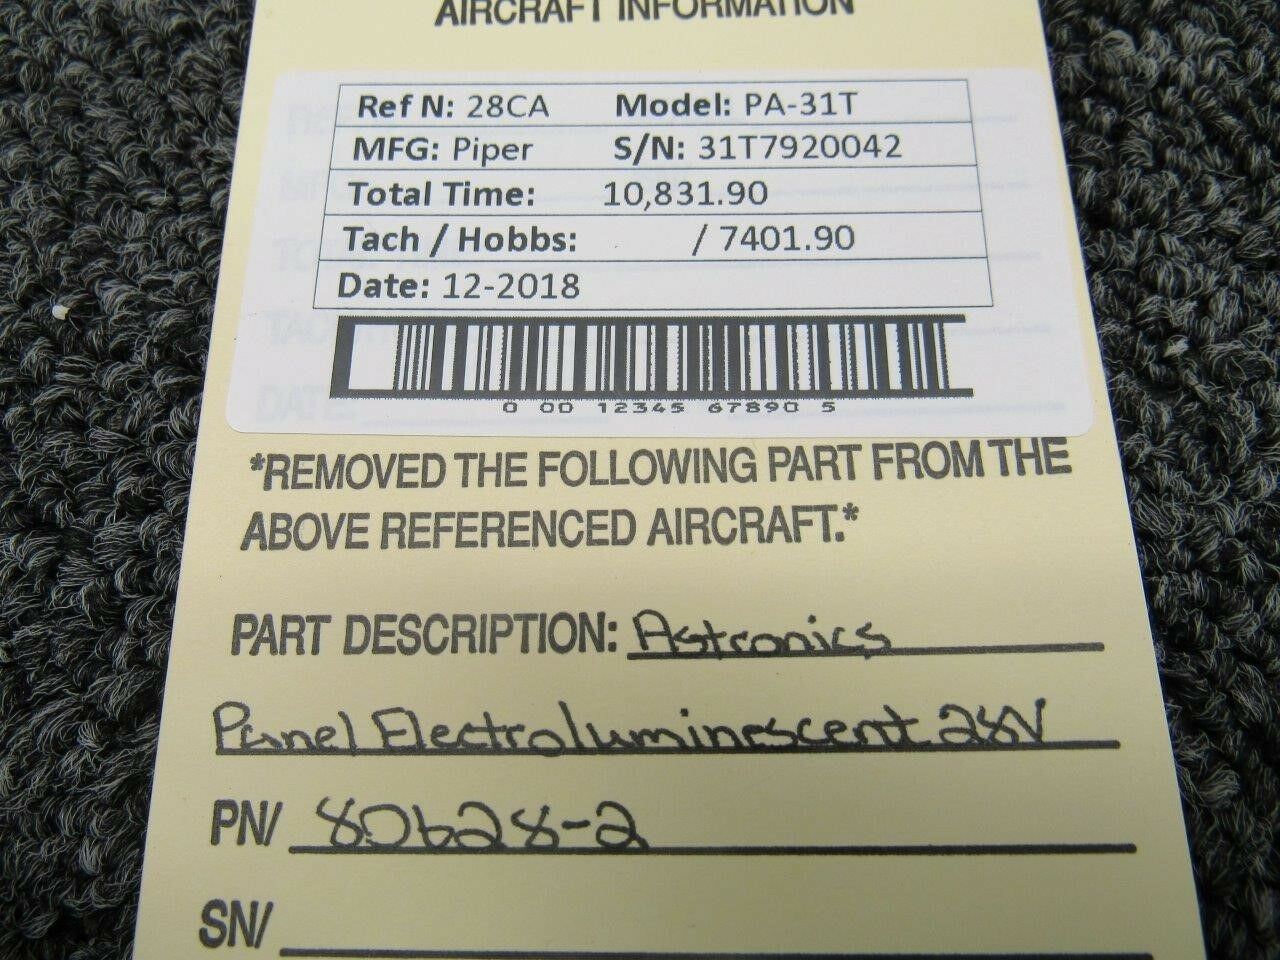 AIRCRAFT INFORMATION
Ref N: 28CA Model: PA-31T
MFG: Piper S/N: 31T7920042
Total Time: 10,831.90
Tach / Hobbs: / 7401.90
Date: 12-2018
0 00 12345 67890 5
*REMOVED THE FOLLOWING PART FROM THE
ABOVE REFERENCED AIRCRAFT.*
PART DESCRIPTION: Astronics
Panel Electroluminescent 28V
PN/ 80628-2
SN/